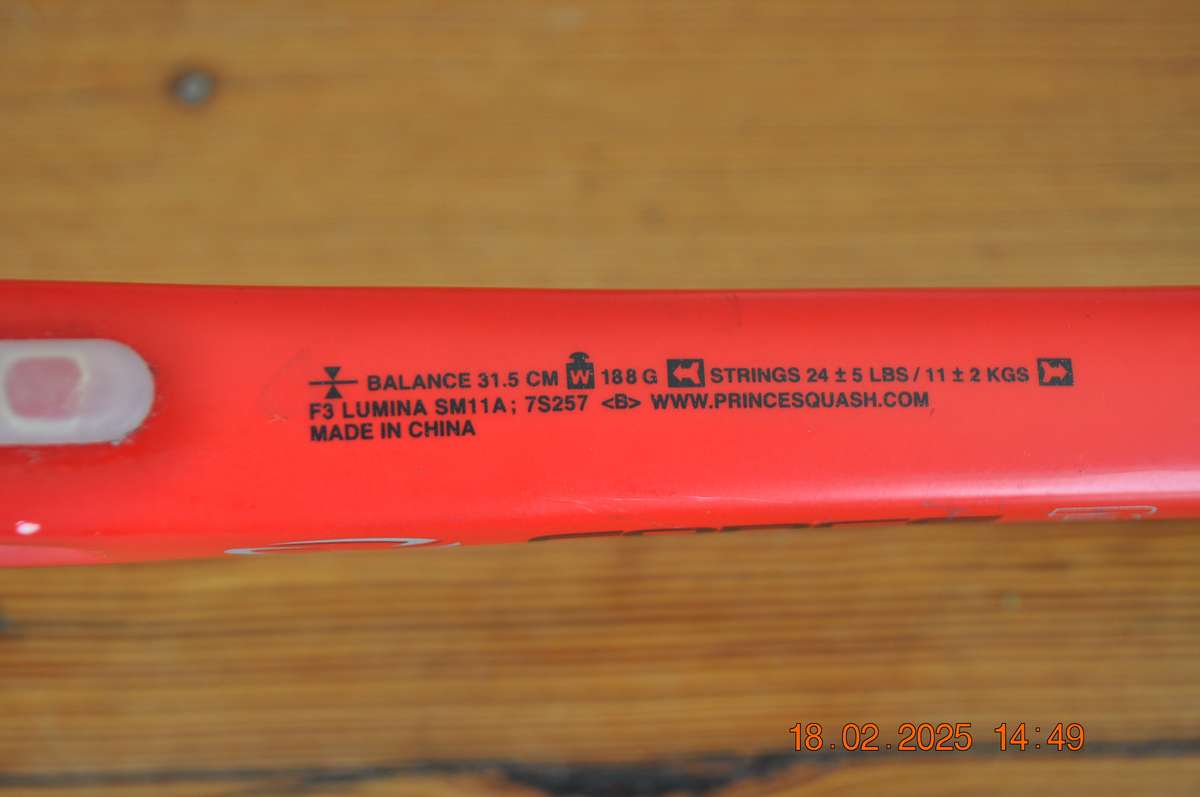 BALANCE 31.5 CM W 188 G STRINGS 24 ± 5 LBS / 11 ± 2 KGS
F3 LUMINA SM11A; 7S257 <B> WWW.PRINCESQUASH.COM
MADE IN CHINA
18.02.2025 14:49